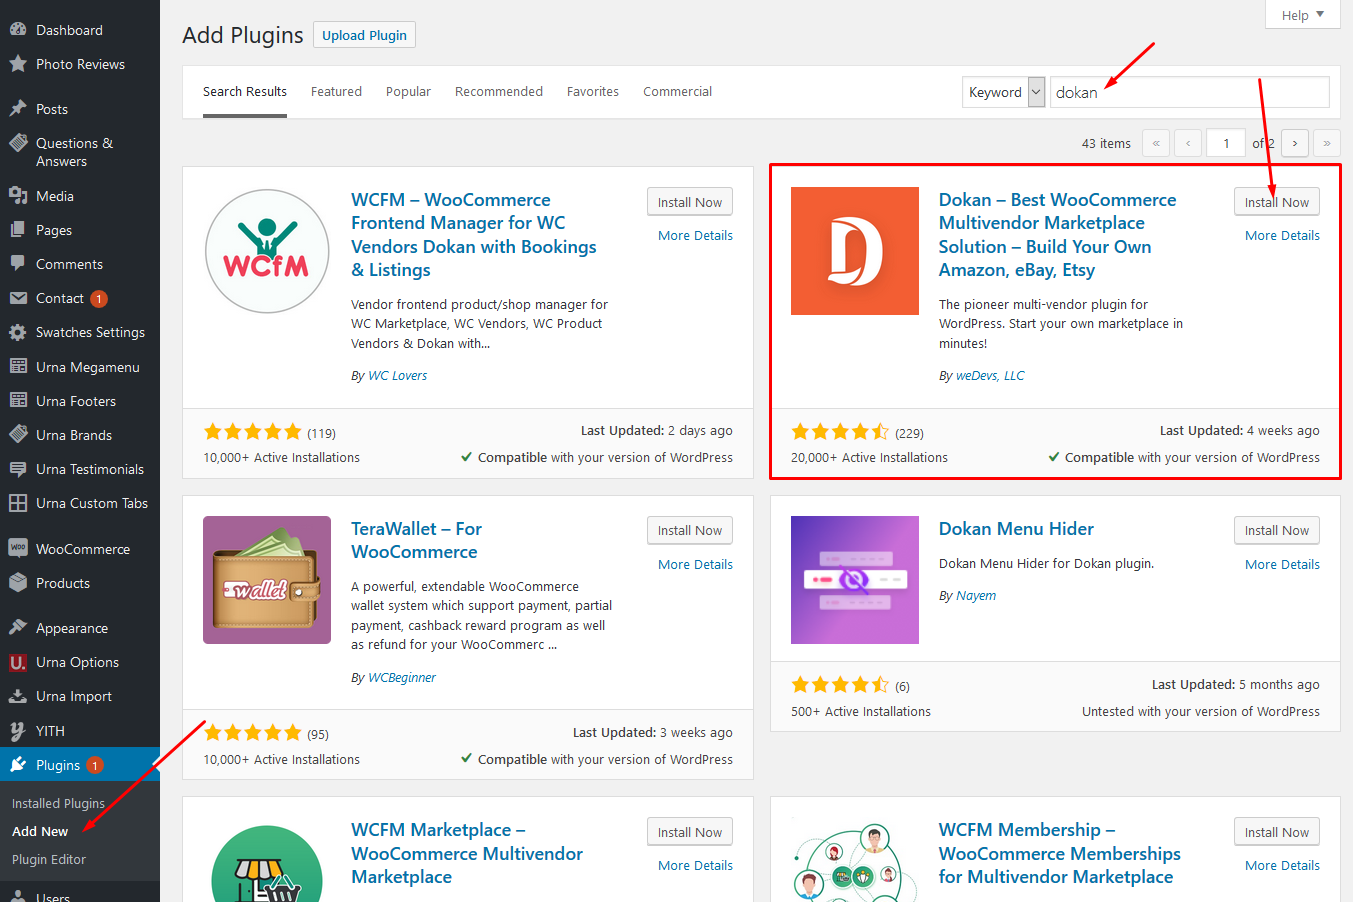 Dashboard
Photo Reviews
Posts
Questions &
Answers
Media
Pages
Comments
Contact 1
Swatches Settings
Urna Megamenu
Urna Footers
Urna Brands
Urna Testimonials
Urna Custom Tabs
Woo WooCommerce
Products
Appearance
U. Urna Options
Urna Import
YITH
Plugins 1
Installed Plugins
Add New
Plugin Editor
Users
Help
Add Plugins Upload Plugin
Search Results Featured Popular Recommended Favorites Commercial Keyword dokan
43 items « ‹ 1 of 2 › »
WCFM
WCFM – WooCommerce
Frontend Manager for WC
Vendors Dokan with Bookings
& Listings
Install Now
More Details
Vendor frontend product/shop manager for
WC Marketplace, WC Vendors, WC Product
Vendors & Dokan with...
By WC Lovers
(119) Last Updated: 2 days ago
10,000+ Active Installations Compatible with your version of WordPress
D
Dokan – Best WooCommerce
Multivendor Marketplace
Solution – Build Your Own
Amazon, eBay, Etsy
Install Now
More Details
The pioneer multi-vendor plugin for
WordPress. Start your own marketplace in
minutes!
By weDevs, LLC
(229) Last Updated: 4 weeks ago
20,000+ Active Installations Compatible with your version of WordPress
wallet
TeraWallet – For
WooCommerce
Install Now
More Details
A powerful, extendable WooCommerce
wallet system which support payment, partial
payment, cashback reward program as well
as refund for your WooCommerc ...
By WCBeginner
(95) Last Updated: 3 weeks ago
10,000+ Active Installations Compatible with your version of WordPress
Dokan Menu Hider
Install Now
More Details
Dokan Menu Hider for Dokan plugin.
By Nayem
(6) Last Updated: 5 months ago
500+ Active Installations Untested with your version of WordPress
WCFM Marketplace –
WooCommerce Multivendor
Marketplace
Install Now
More Details
WCFM Membership –
WooCommerce Memberships
for Multivendor Marketplace
Install Now
More Details